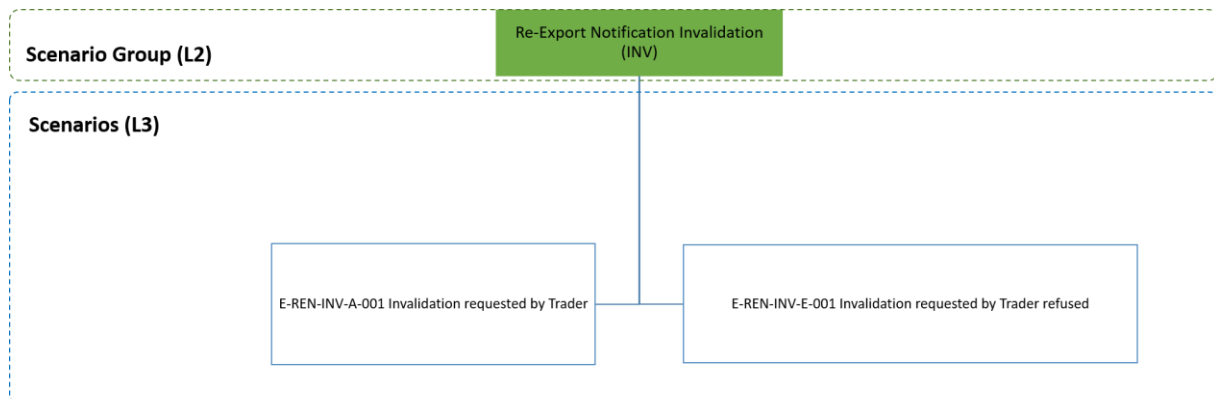 Re-Export Notification Invalidation
(INV)
Scenario Group (L2)
Scenarios (L3)
E-REN-INV-A-001 Invalidation requested by Trader
E-REN-INV-E-001 Invalidation requested by Trader refused